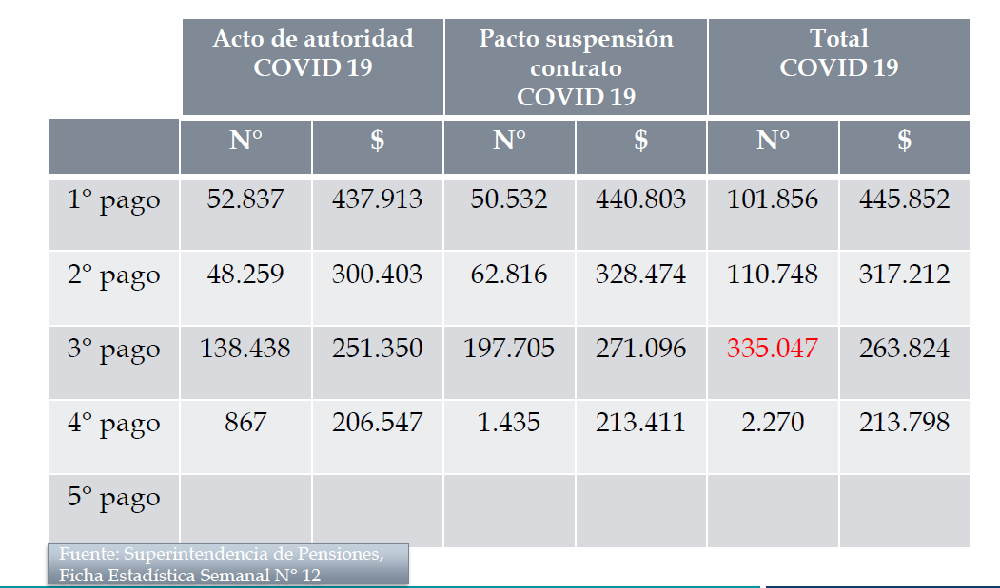 Acto de autoridad
COVID 19
Pacto suspensión
contrato
COVID 19
Total
COVID 19
N° $ N° $ N° $
1° pago 52.837 437.913 50.532 440.803 101.856 445.852
2° pago 48.259 300.403 62.816 328.474 110.748 317.212
3° pago 138.438 251.350 197.705 271.096 335.047 263.824
4° pago 867 206.547 1.435 213.411 2.270 213.798
5° pago
Fuente: Superintendencia de Pensiones,
Ficha Estadística Semanal N° 12